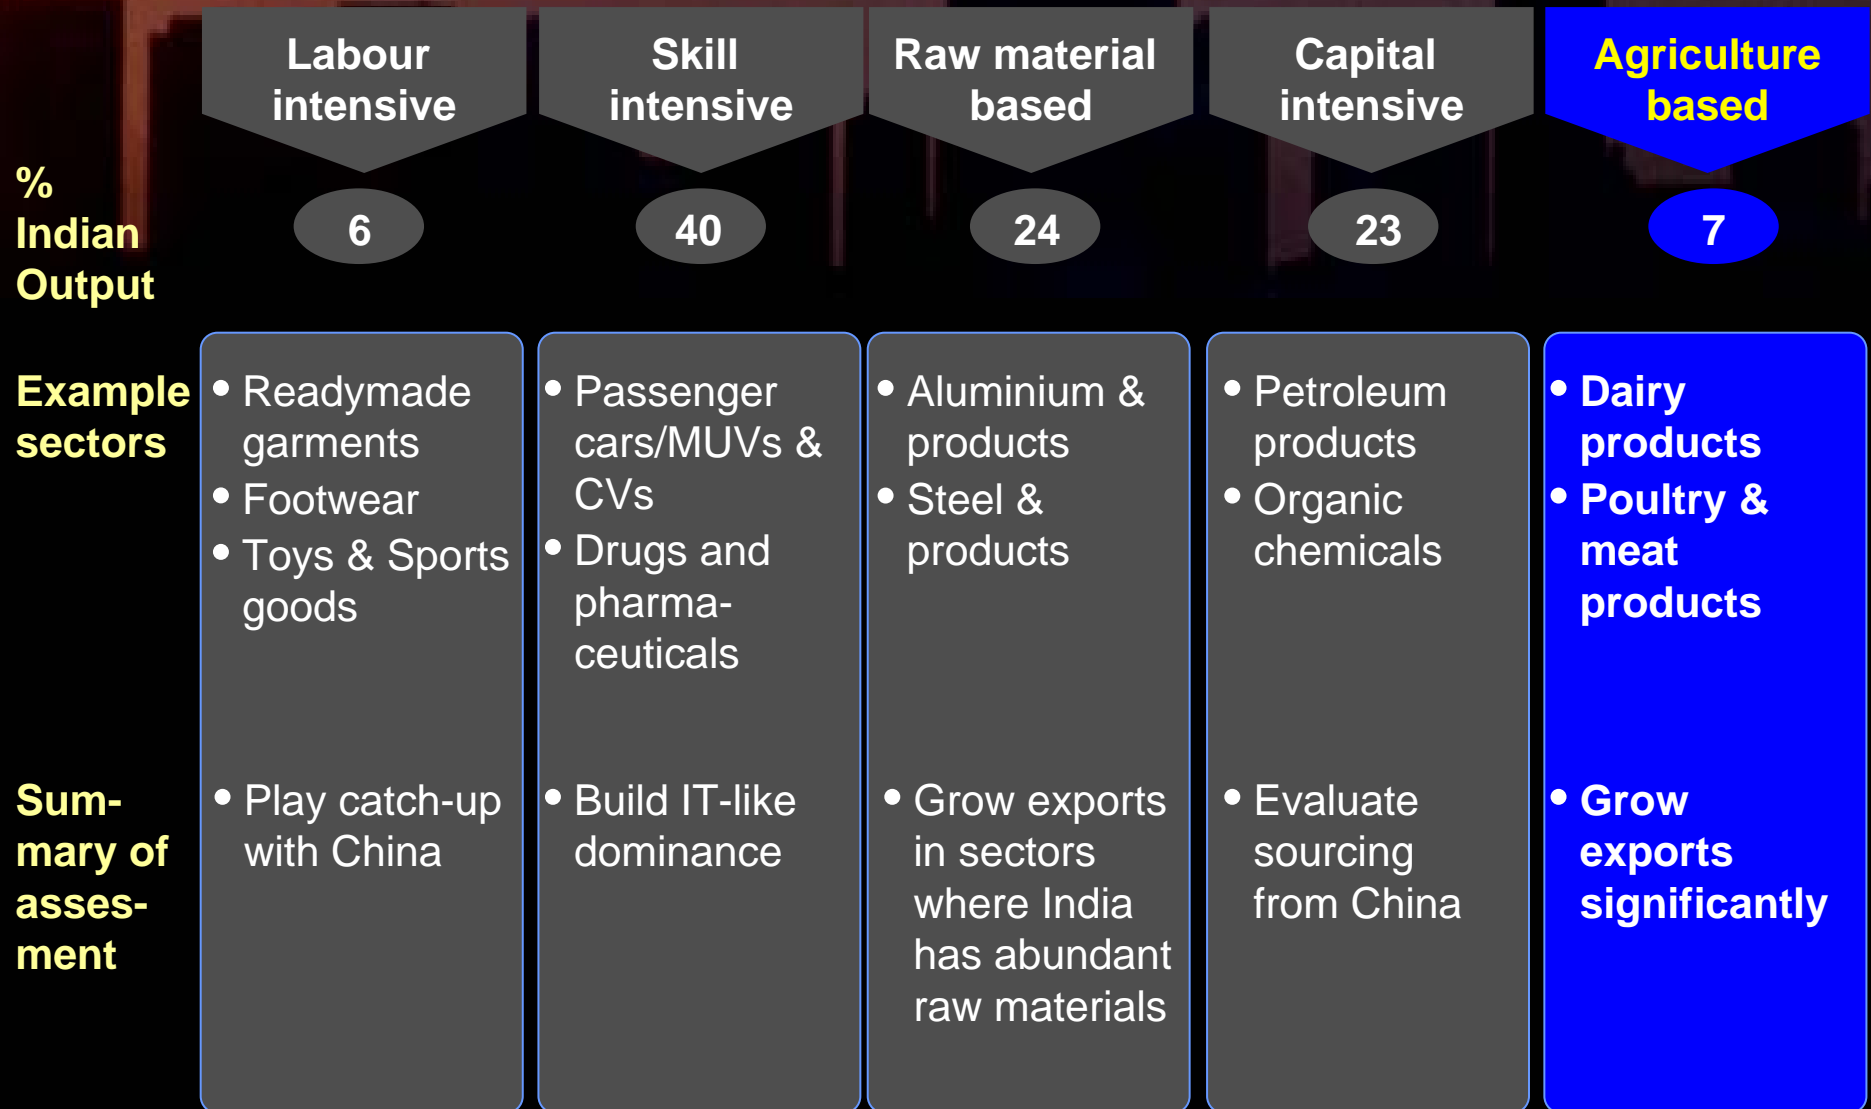 Labour
intensive
Skill
intensive
Raw material
based
Capital
intensive
Agriculture
based
%
Indian
Output
6
40
24
23
7
Example
sectors
• Readymade
garments
• Footwear
• Toys & Sports
goods
• Passenger
cars/MUVs &
CVs
• Drugs and
pharma-
ceuticals
• Aluminium &
products
• Steel &
products
• Petroleum
products
• Organic
chemicals
• Dairy
products
• Poultry &
meat
products
Sum-
mary of
asses-
ment
• Play catch-up
with China
• Build IT-like
dominance
• Grow exports
in sectors
where India
has abundant
raw materials
• Evaluate
sourcing
from China
• Grow
exports
significantly